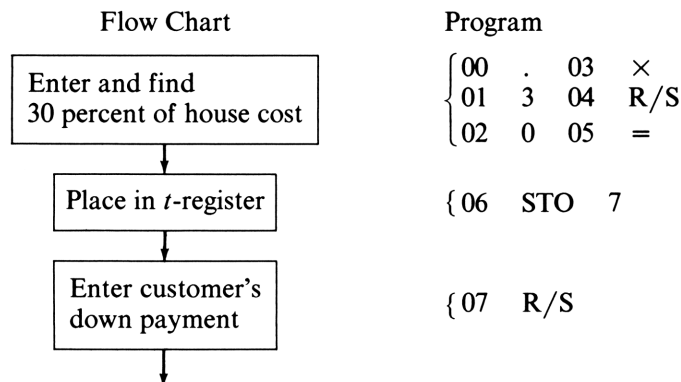 Flow Chart
Program
Enter and find
30 percent of house cost
00 . 03 ×
01 3 04 R/S
02 0 05 =
Place in t-register
06 STO 7
Enter customer's
down payment
07 R/S